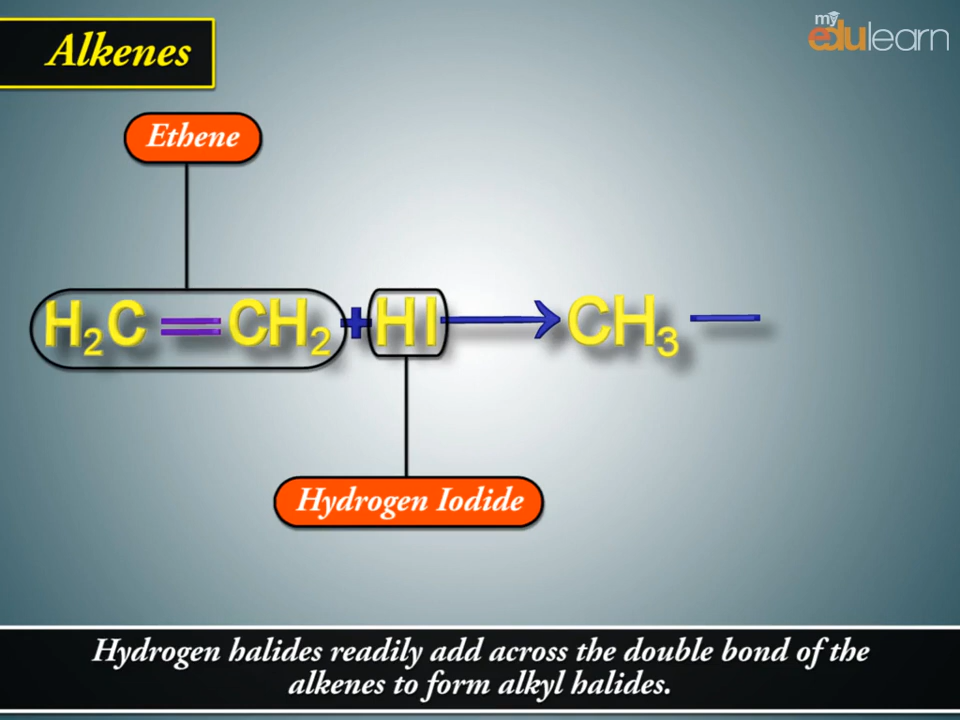 Alkenes
my
edulearn
Ethene
H₂C=CH₂+HI→CH₃—
Hydrogen Iodide
Hydrogen halides readily add across the double bond of the
alkenes to form alkyl halides.